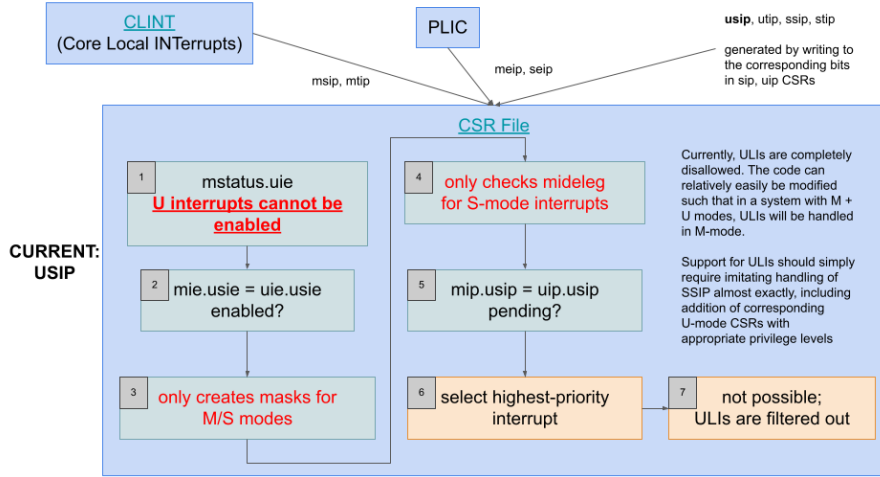 CLINT
(Core Local INTerrupts)
PLIC
usip, utip, ssip, stip
generated by writing to
the corresponding bits
in sip, uip CSRs
msip, mtip
meip, seip
CSR File
CURRENT:
USIP
1
mstatus.uie
U interrupts cannot be
enabled
2
mie.usie = uie.usie
enabled?
3
only creates masks for
M/S modes
4
only checks mideleg
for S-mode interrupts
5
mip.usip = uip.usip
pending?
6
select highest-priority
interrupt
7
not possible;
ULIs are filtered out
Currently, ULIs are completely
disallowed. The code can
relatively easily be modified
such that in a system with M +
U modes, ULIs will be handled
in M-mode.
Support for ULIs should simply
require imitating handling of
SSIP almost exactly, including
addition of corresponding
U-mode CSRs with
appropriate privilege levels